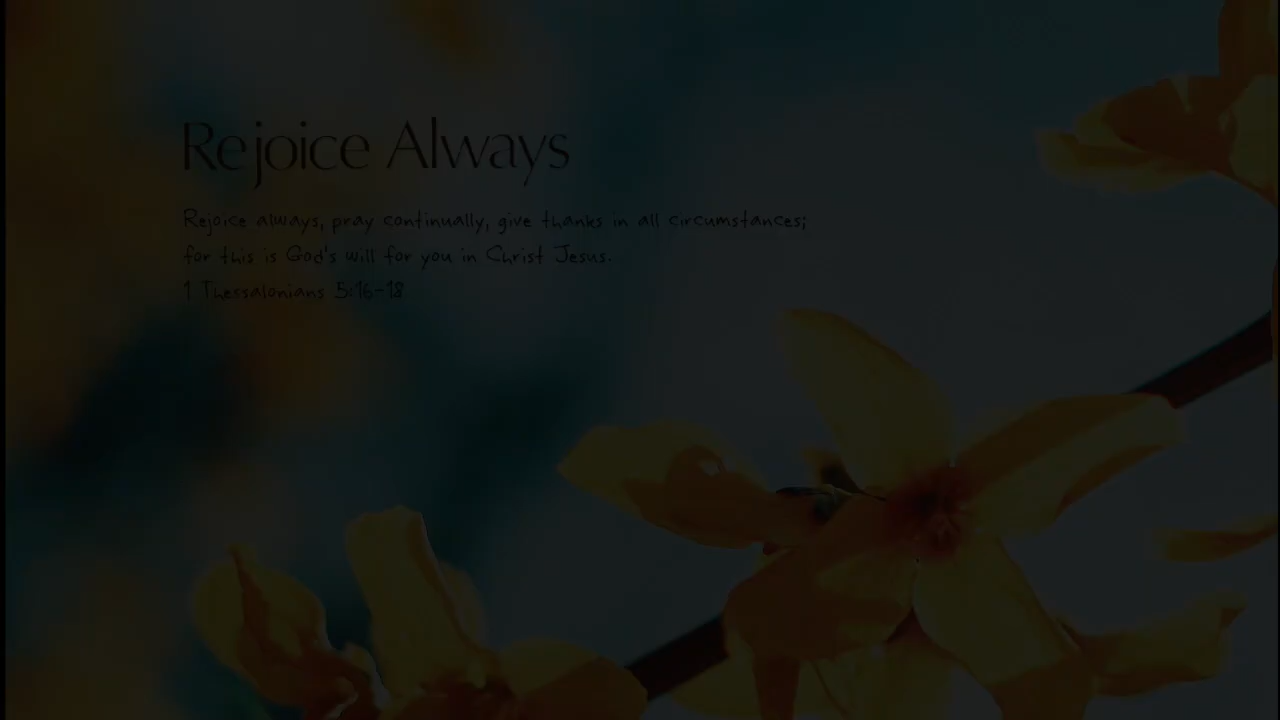 Rejoice Always
Rejoice always, pray continually, give thanks in all circumstances;
for this is God's will for you in Christ Jesus.
1 Thessalonians 5:16-18